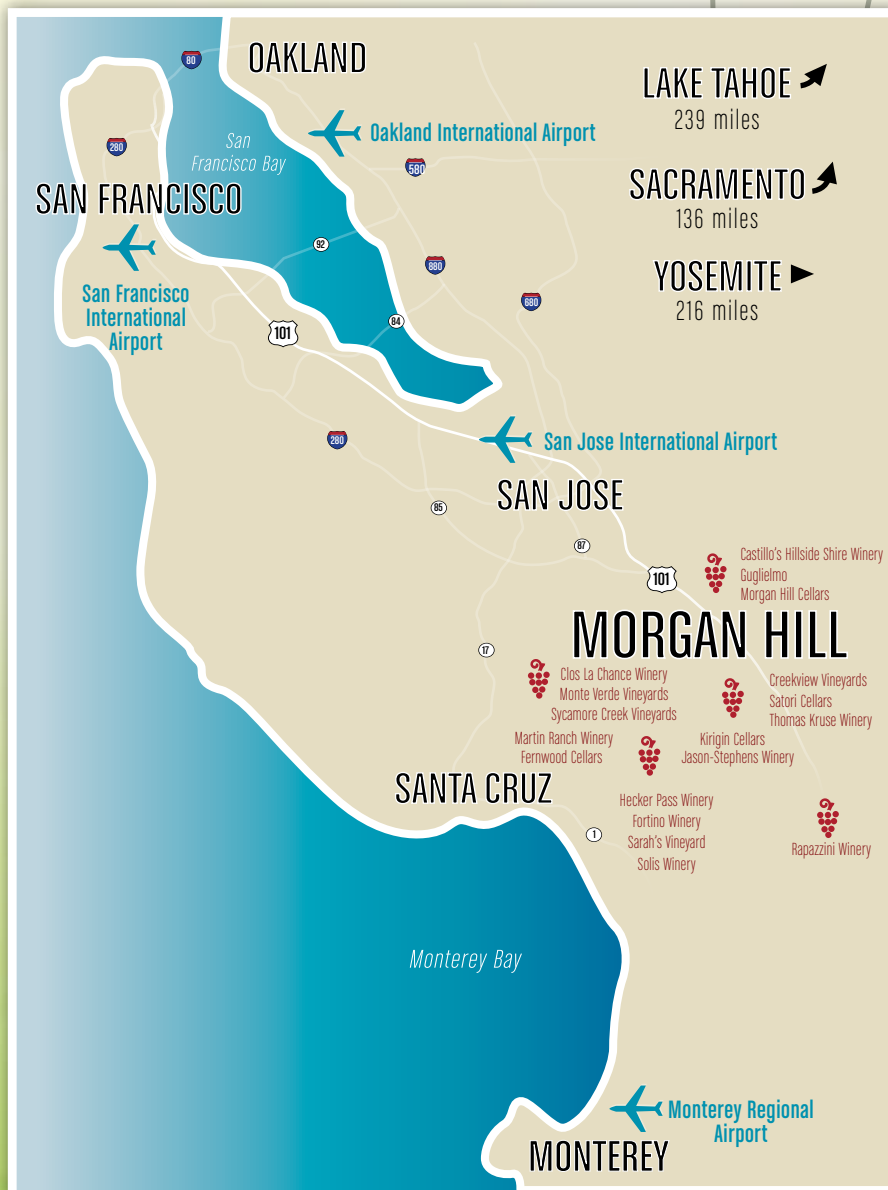 OAKLAND
80
LAKE TAHOE
239 miles
Oakland International Airport
San
Francisco Bay
280
580
SACRAMENTO
136 miles
SAN FRANCISCO
92
880
YOSEMITE
216 miles
680
San Francisco
International
Airport
101
84
280
San Jose International Airport
SAN JOSE
85
87
101
Castillo's Hillside Shire Winery
Guglielmo
Morgan Hill Cellars
MORGAN HILL
17
Clos La Chance Winery
Monte Verde Vineyards
Sycamore Creek Vineyards
Creekview Vineyards
Satori Cellars
Thomas Kruse Winery
Martin Ranch Winery
Fernwood Cellars
Kirigin Cellars
Jason-Stephens Winery
SANTA CRUZ
Hecker Pass Winery
Fortino Winery
Sarah's Vineyard
Solis Winery
1
Rapazzini Winery
Monterey Bay
Monterey Regional
Airport
MONTEREY